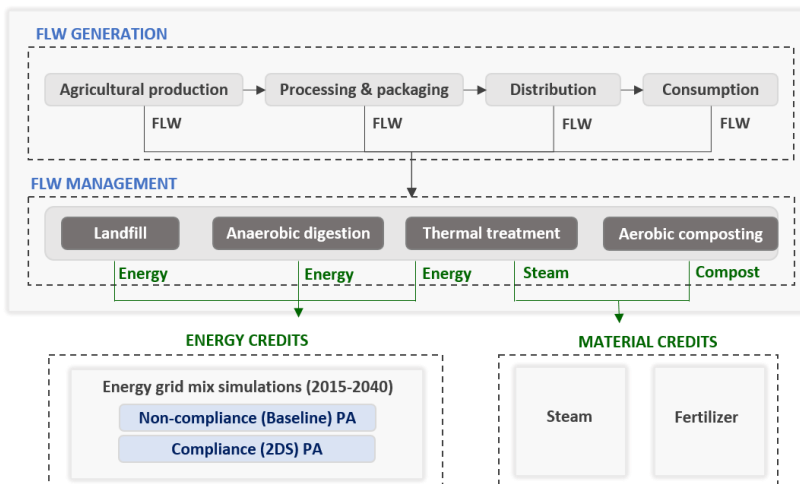 FLW GENERATION
Agricultural production
Processing & packaging
Distribution
Consumption
FLW
FLW
FLW
FLW
FLW MANAGEMENT
Landfill
Anaerobic digestion
Thermal treatment
Aerobic composting
Energy
Energy
Energy
Steam
Compost
ENERGY CREDITS
MATERIAL CREDITS
Energy grid mix simulations (2015-2040)
Non-compliance (Baseline) PA
Compliance (2DS) PA
Steam
Fertilizer